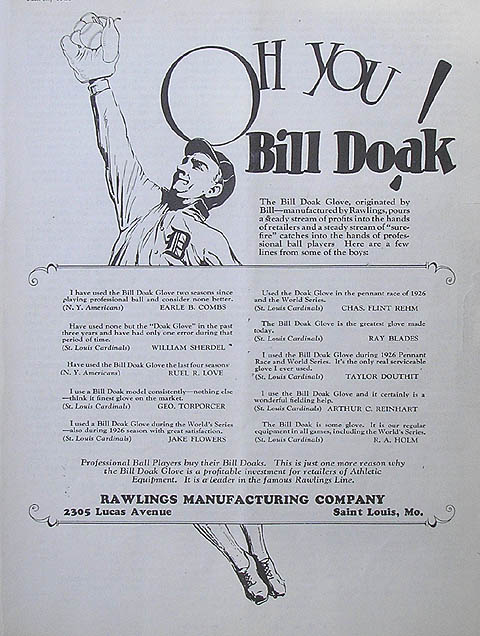 OH YOU!
Bill Doak
The Bill Doak Glove, originated by
Bill—manufactured by Rawlings, pours
a steady stream of profits into the hands
of retailers and a steady stream of "sure-
fire" catches into the hands of profes-
sional ball players Here are a few
lines from some of the boys:
D
I have used the Bill Doak Glove two seasons since
playing professional ball and consider none better.
(N. Y. Americans) EARLE B. COMBS
Have used none but the "Doak Glove" in the past
three years and have had only one error during that
period of time.
(St. Louis Cardinals) WILLIAM SHERDEL
Have used the Bill Doak Glove the last four seasons
(N. Y. Americans) RUEL R. LOVE
I use a Bill Doak model consistently—nothing else
—think it finest glove on the market.
(St. Louis Cardinals) GEO. TORPORCER
I used a Bill Doak Glove during the World's Series
—also during 1926 season with great satisfaction.
(St. Louis Cardinals) JAKE FLOWERS
Used the Doak Glove in the pennant race of 1926
and the World Series.
(St. Louis Cardinals) CHAS. FLINT REHM
The Bill Doak Glove is the greatest glove made
today.
(St. Louis Cardinals) RAY BLADES
I used the Bill Doak Glove during 1926 Pennant
Race and World Series. It's the only real serviceable
glove I ever used.
(St. Louis Cardinals) TAYLOR DOUTHIT
I use the Bill Doak Glove and it certainly is a
wonderful fielding help.
(St. Louis Cardinals) ARTHUR C. REINHART
The Bill Doak is some glove. It is our regular
equipment in all games, including the World's Series.
(St. Louis Cardinals) R. A. HOLM
Professional Ball Players buy their Bill Doaks. This is just one more reason why
the Bill Doak Glove is a profitable investment for retailers of Athletic
Equipment. It is a Leader in the famous Rawlings Line.
RAWLINGS MANUFACTURING COMPANY
2305 Lucas Avenue Saint Louis, Mo.